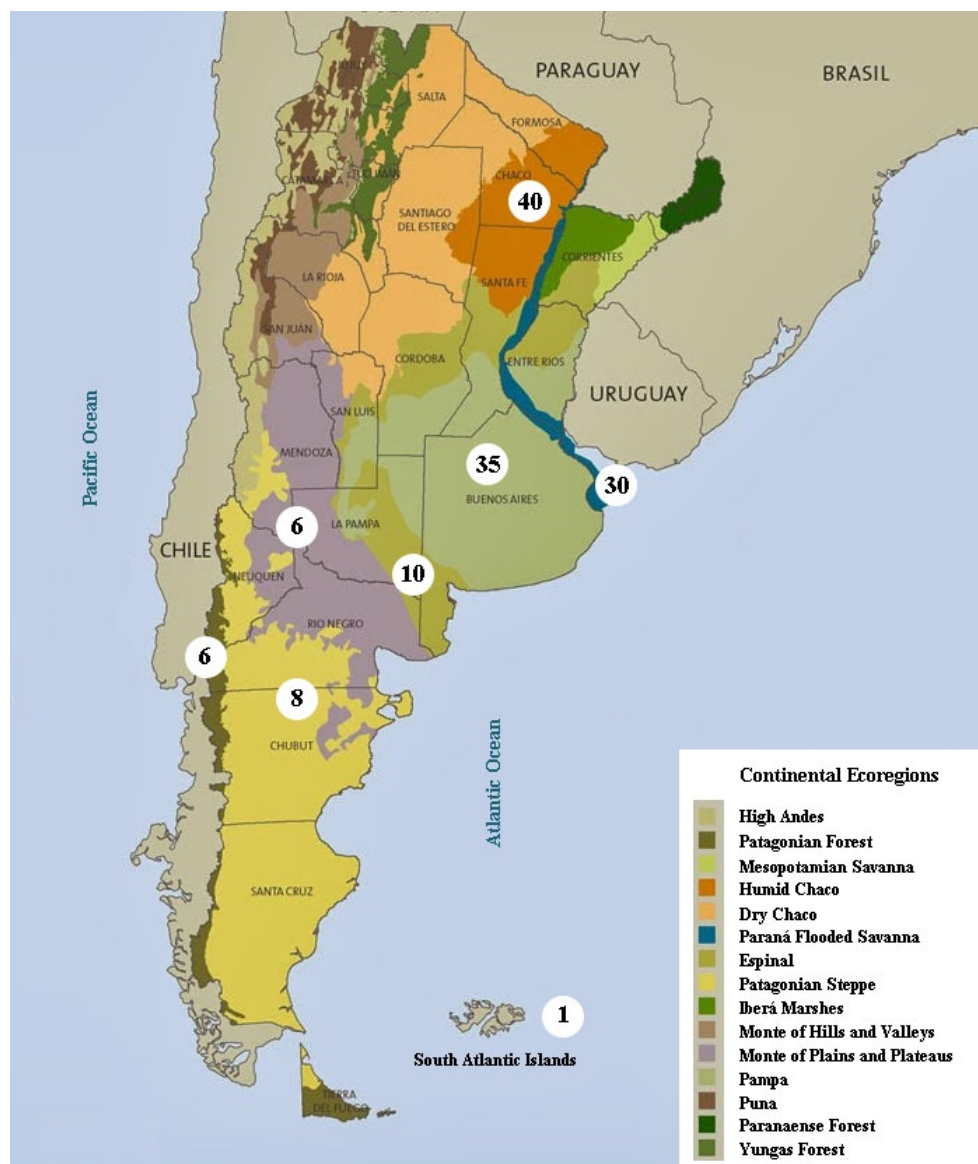 PARAGUAY
BRASIL
JUJUY
SALTA
FORMOSA
CHACO
CATAMARCA
TUCUMÁN
40
SANTIAGO
DEL ESTERO
CORRIENTES
LA RIOJA
SANTA FE
SAN JUÁN
CORDOBA
ENTRE RIOS
URUGUAY
SAN LUIS
MENDOZA
35
30
BUENOS AIRES
Pacific Ocean
6
LA PAMPA
CHILE
NEUQUEN
10
RIO NEGRO
6
8
CHUBUT
Atlantic Ocean
SANTA CRUZ
1
South Atlantic Islands
TIERRA
DEL FUEGO
Continental Ecoregions
High Andes
Patagonian Forest
Mesopotamian Savanna
Humid Chaco
Dry Chaco
Paraná Flooded Savanna
Espinal
Patagonian Steppe
Iberá Marshes
Monte of Hills and Valleys
Monte of Plains and Plateaus
Pampa
Puna
Paranaense Forest
Yungas Forest